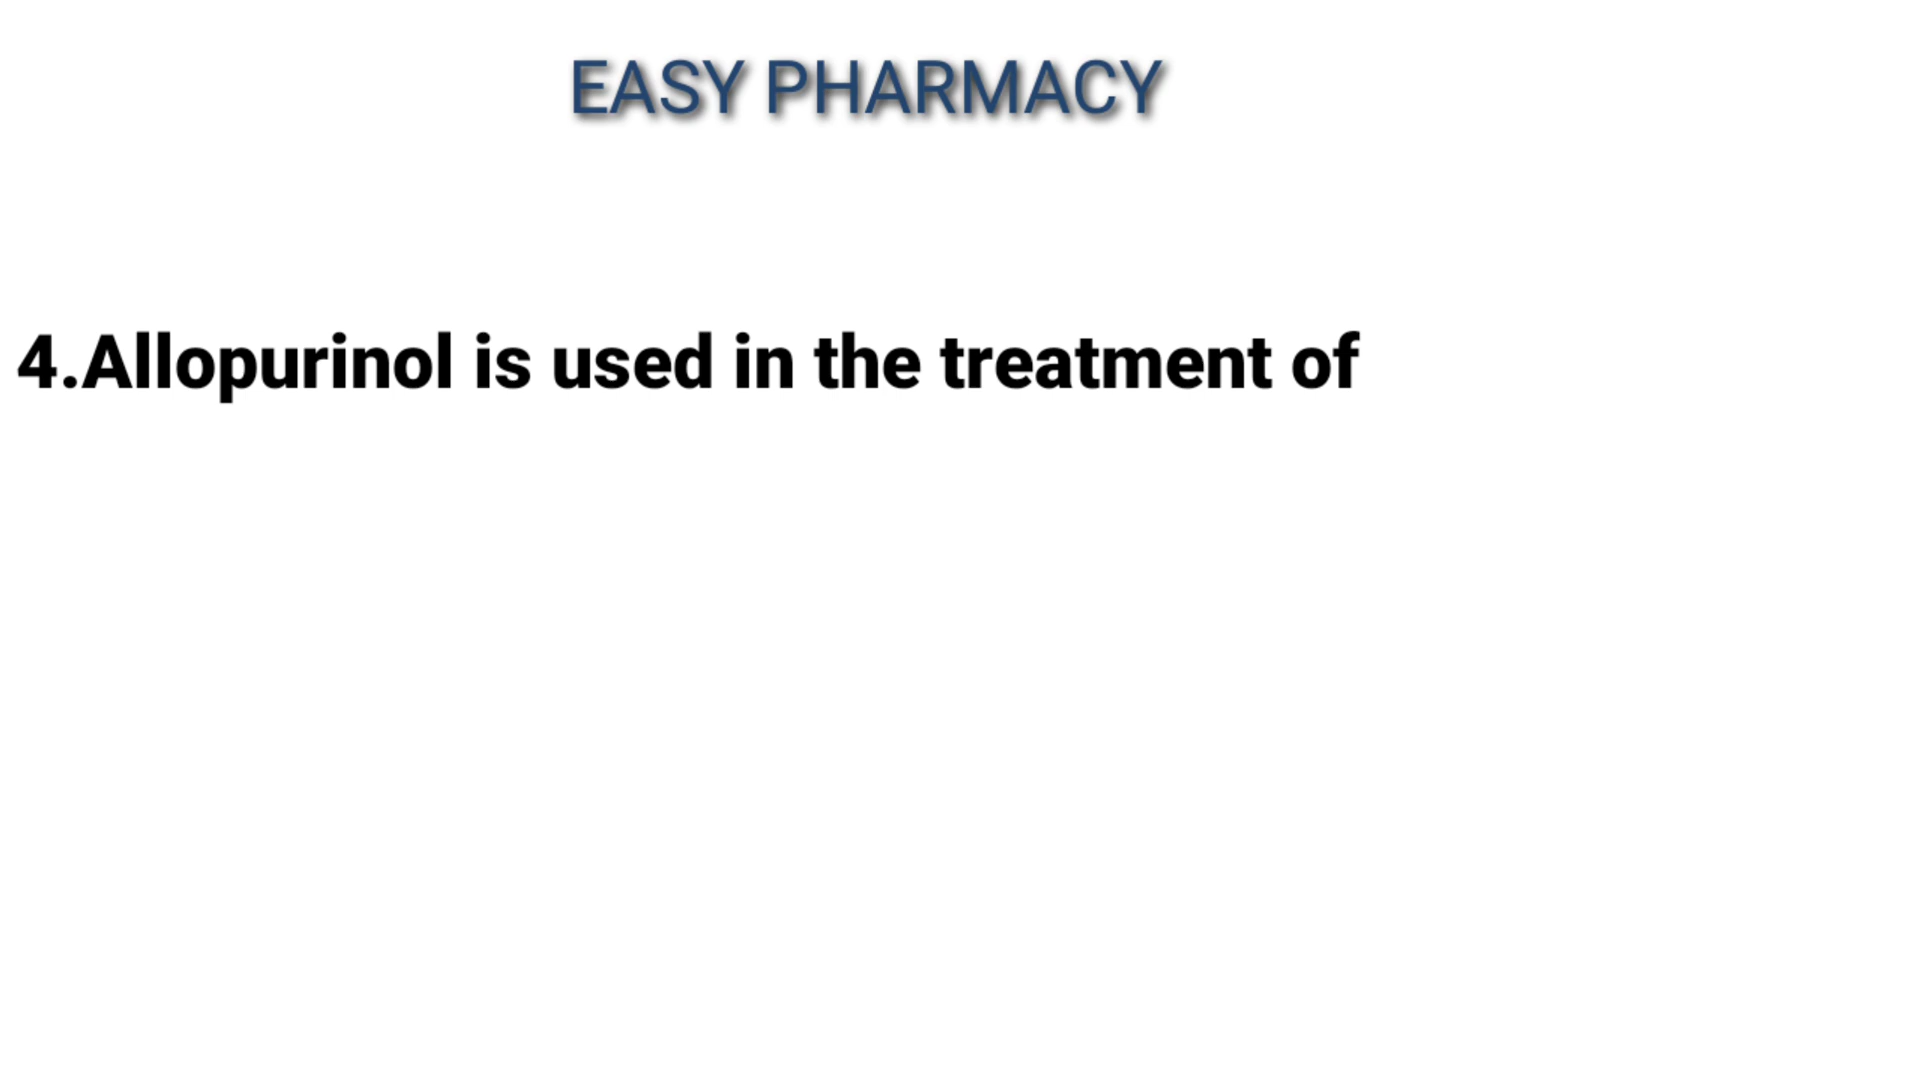 EASY PHARMACY
4.Allopurinol is used in the treatment of